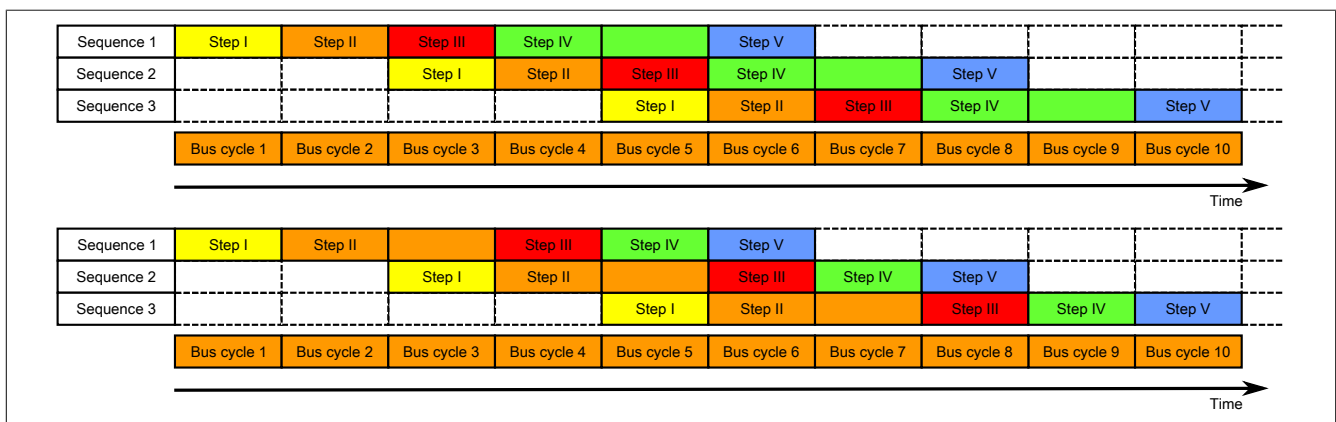 Sequence 1 Step I Step II Step III Step IV Step V
Sequence 2 Step I Step II Step III Step IV Step V
Sequence 3 Step I Step II Step III Step IV Step V
Bus cycle 1 Bus cycle 2 Bus cycle 3 Bus cycle 4 Bus cycle 5 Bus cycle 6 Bus cycle 7 Bus cycle 8 Bus cycle 9 Bus cycle 10
Time
Sequence 1 Step I Step II Step III Step IV Step V
Sequence 2 Step I Step II Step III Step IV Step V
Sequence 3 Step I Step II Step III Step IV Step V
Bus cycle 1 Bus cycle 2 Bus cycle 3 Bus cycle 4 Bus cycle 5 Bus cycle 6 Bus cycle 7 Bus cycle 8 Bus cycle 9 Bus cycle 10
Time